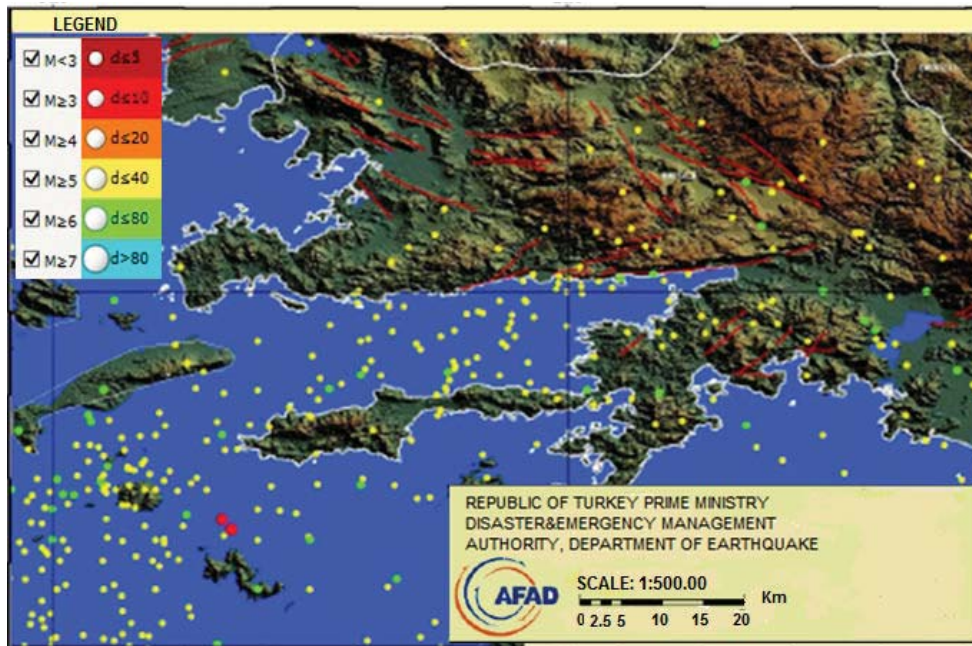 LEGEND
M<3 d≤5
M≥3 d≤10
M≥4 d≤20
M≥5 d≤40
M≥6 d≤80
M≥7 d>80
REPUBLIC OF TURKEY PRIME MINISTRY
DISASTER&EMERGENCY MANAGEMENT
AUTHORITY, DEPARTMENT OF EARTHQUAKE
AFAD
SCALE: 1:500.00
Km
0 2.5 5 10 15 20